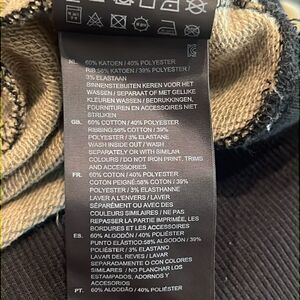 NL. 60% KATOEN / 40% POLYESTER
RIB 58% KATOEN / 39% POLYESTER /
3% ELASTAAN
BINNENSTEBUITEN KEREN VOOR HET
WASSEN / SEPARAAT OF MET GELIJKE
KLEUREN WASSEN / BEDRUKKINGEN,
FOURNITUREN EN ACCESSOIRES NIET
STRIJKEN
GB. 60% COTTON / 40% POLYESTER
RIBBING:58% COTTON / 39%
POLYESTER / 3% ELASTANE
WASH INSIDE OUT / WASH
SEPARATELY OR WITH SIMILAR
COLOURS / DO NOT IRON PRINT, TRIMS
AND ACCESSORIES
FR. 60% COTON / 40% POLYESTER
COTON PEIGNÉ:58% COTON / 39%
POLYESTER / 3% ELASTHANNE
LAVER A L'ENVERS / LAVER
SÉPARÉMENT OU AVEC DES
COULEURS SIMILAIRES / NE PAS
REPASSER LA PARTIE IMPRIMÉE, LES
BORDURES ET LES ACCESSOIRES
ES. 60% ALGODÓN / 40% POLIÉSTER
PUNTO ELÁSTICO:58% ALGODÓN / 39%
POLIÉSTER / 3% ELASTANO
LAVAR DEL REVES / LAVAR
SEPARADAMENTE O CON COLORES
SIMILARES / NO PLANCHAR LOS
ESTAMPADOS, ADORNOS Y
ACCESORIOS
PT. 60% ALGODÃO / 40% POLIÉSTER